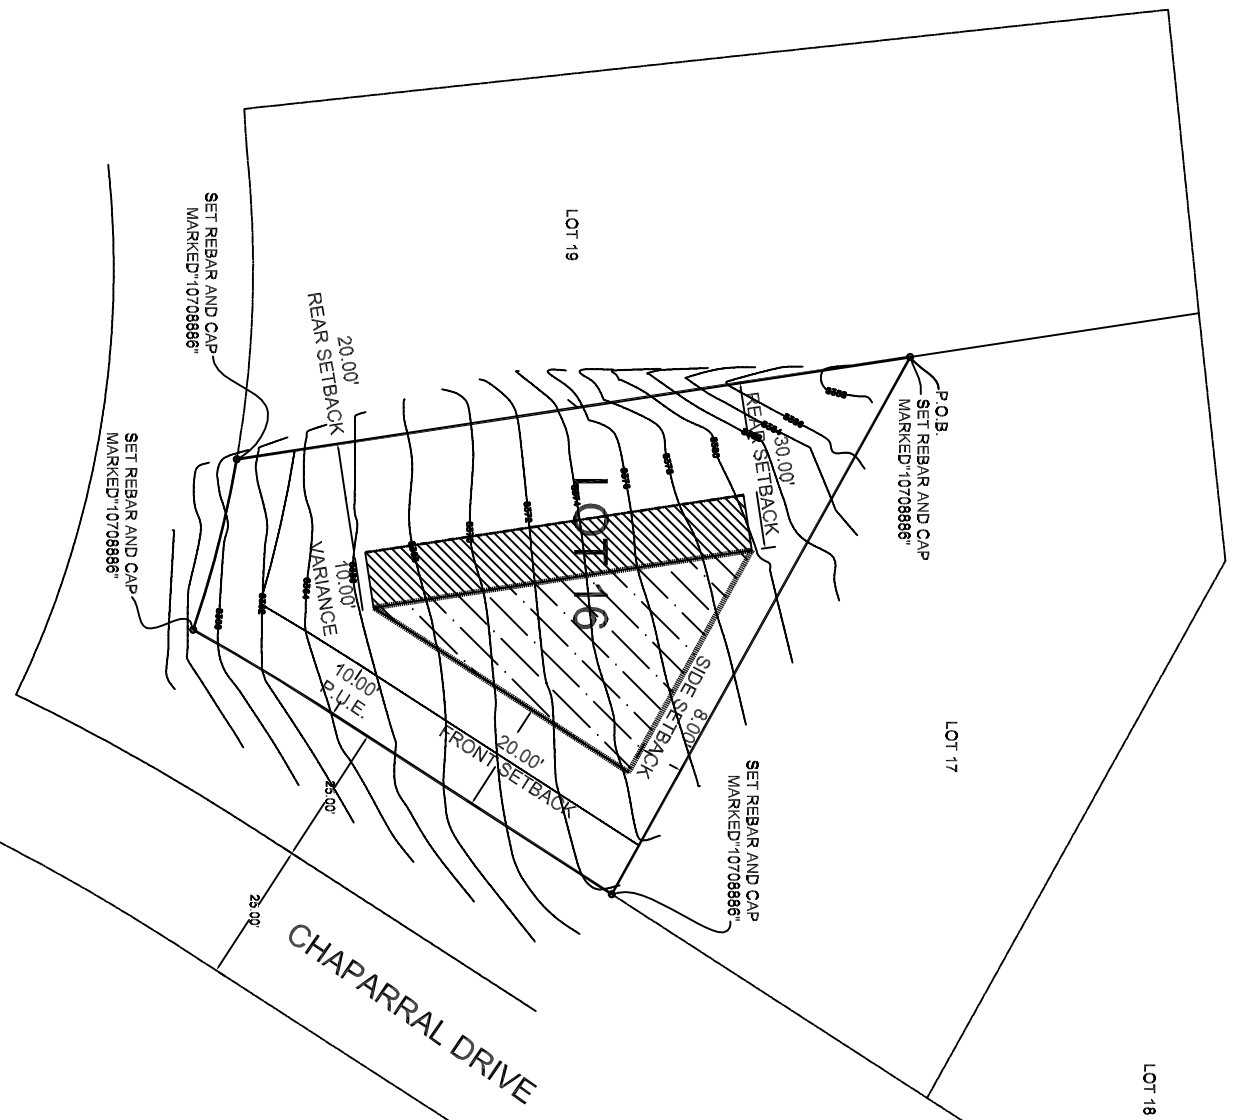 LOT 19
SET REBAR AND CAP
MARKED"10708886"
20.00'
REAR SETBACK
P.O.B.
SET REBAR AND CAP
MARKED"10708886"
30.00'
REAR SETBACK
SET REBAR AND CAP
MARKED"10708886"
LOT 16
10.00'
VARIANCE
10.00'
P.U.E.
8.00'
SIDE SETBACK
20.00'
FRONT SETBACK
LOT 17
SET REBAR AND CAP
MARKED"10708886"
25.00'
25.00'
CHAPARRAL DRIVE
LOT 18